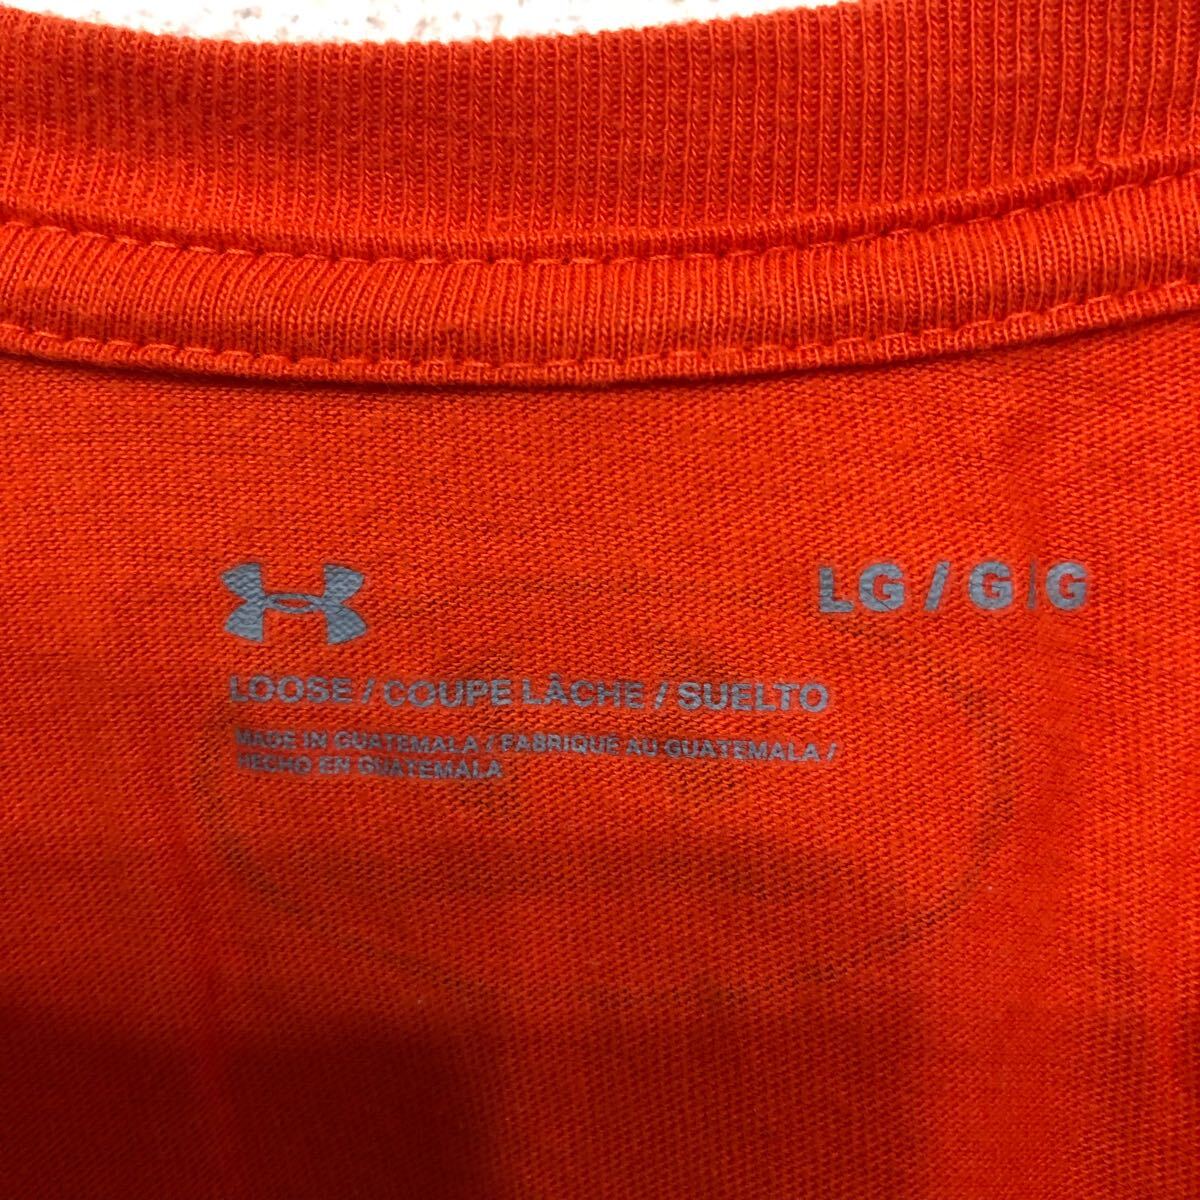 LG / G | G
LOOSE / COUPE LÂCHE / SUELTO
MADE IN GUATEMALA / FABRIQUÉ AU GUATEMALA /
HECHO EN GUATEMALA